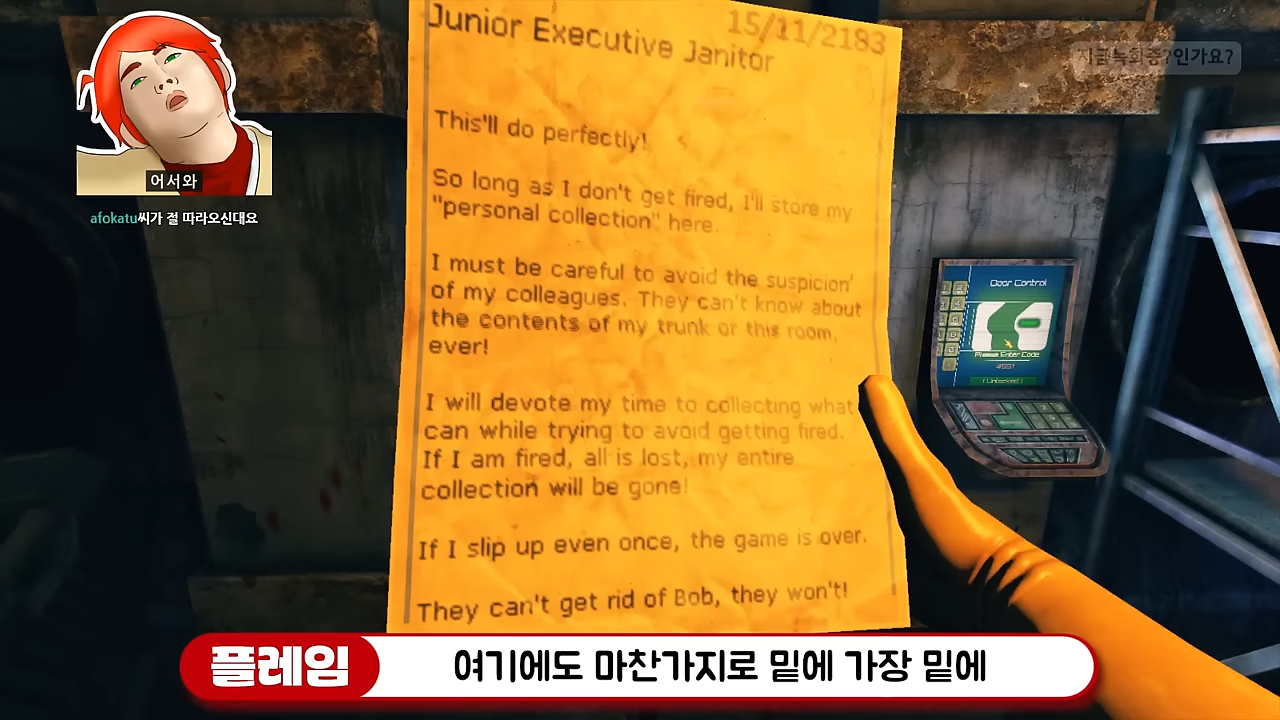 Junior Executive Janitor
15/11/2183
지금녹화중?인가요?
어서와
afokatu씨가 절 따라오신대요
This'll do perfectly!
So long as I don't get fired, I'll store my
"personal collection" here.
I must be careful to avoid the suspicion'
of my colleagues. They can't know about
the contents of my trunk or this room,
ever!
I will devote my time to collecting what
can while trying to avoid getting fired.
If I am fired, all is lost, my entire
collection will be gone!
If I slip up even once, the game is over.
They can't get rid of Bob, they won't!
Door Control
Please Enter Code
(Unlocked)
플레임
여기에도 마찬가지로 밑에 가장 밑에